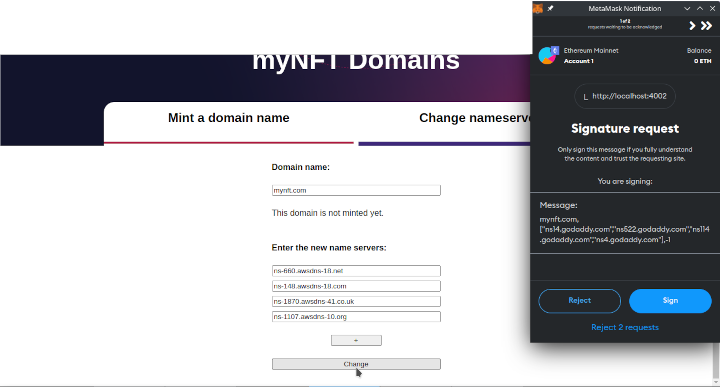 MetaMask Notification
1 of 2
requests waiting to be acknowledged
Ethereum Mainnet
Balance
Account 1
0 ETH
L http://localhost:4002
Signature request
Only sign this message if you fully understand
the content and trust the requesting site.
You are signing:
Message:
mynft.com,
["ns14.godaddy.com","ns522.godaddy.com","ns114
.godaddy.com","ns4.godaddy.com"],-1
Reject
Sign
Reject 2 requests
myNFT Domains
Mint a domain name
Change nameserve
Domain name:
mynft.com
This domain is not minted yet.
Enter the new name servers:
ns-660.awsdns-18.net
ns-148.awsdns-18.com
ns-1870.awsdns-41.co.uk
ns-1107.awsdns-10.org
+
Change